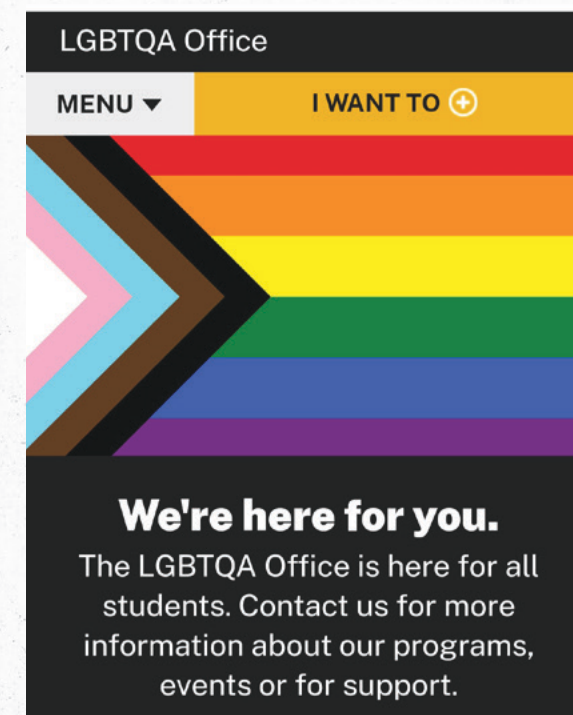 LGBTQA Office
MENU
I WANT TO
We're here for you.
The LGBTQA Office is here for all
students. Contact us for more
information about our programs,
events or for support.